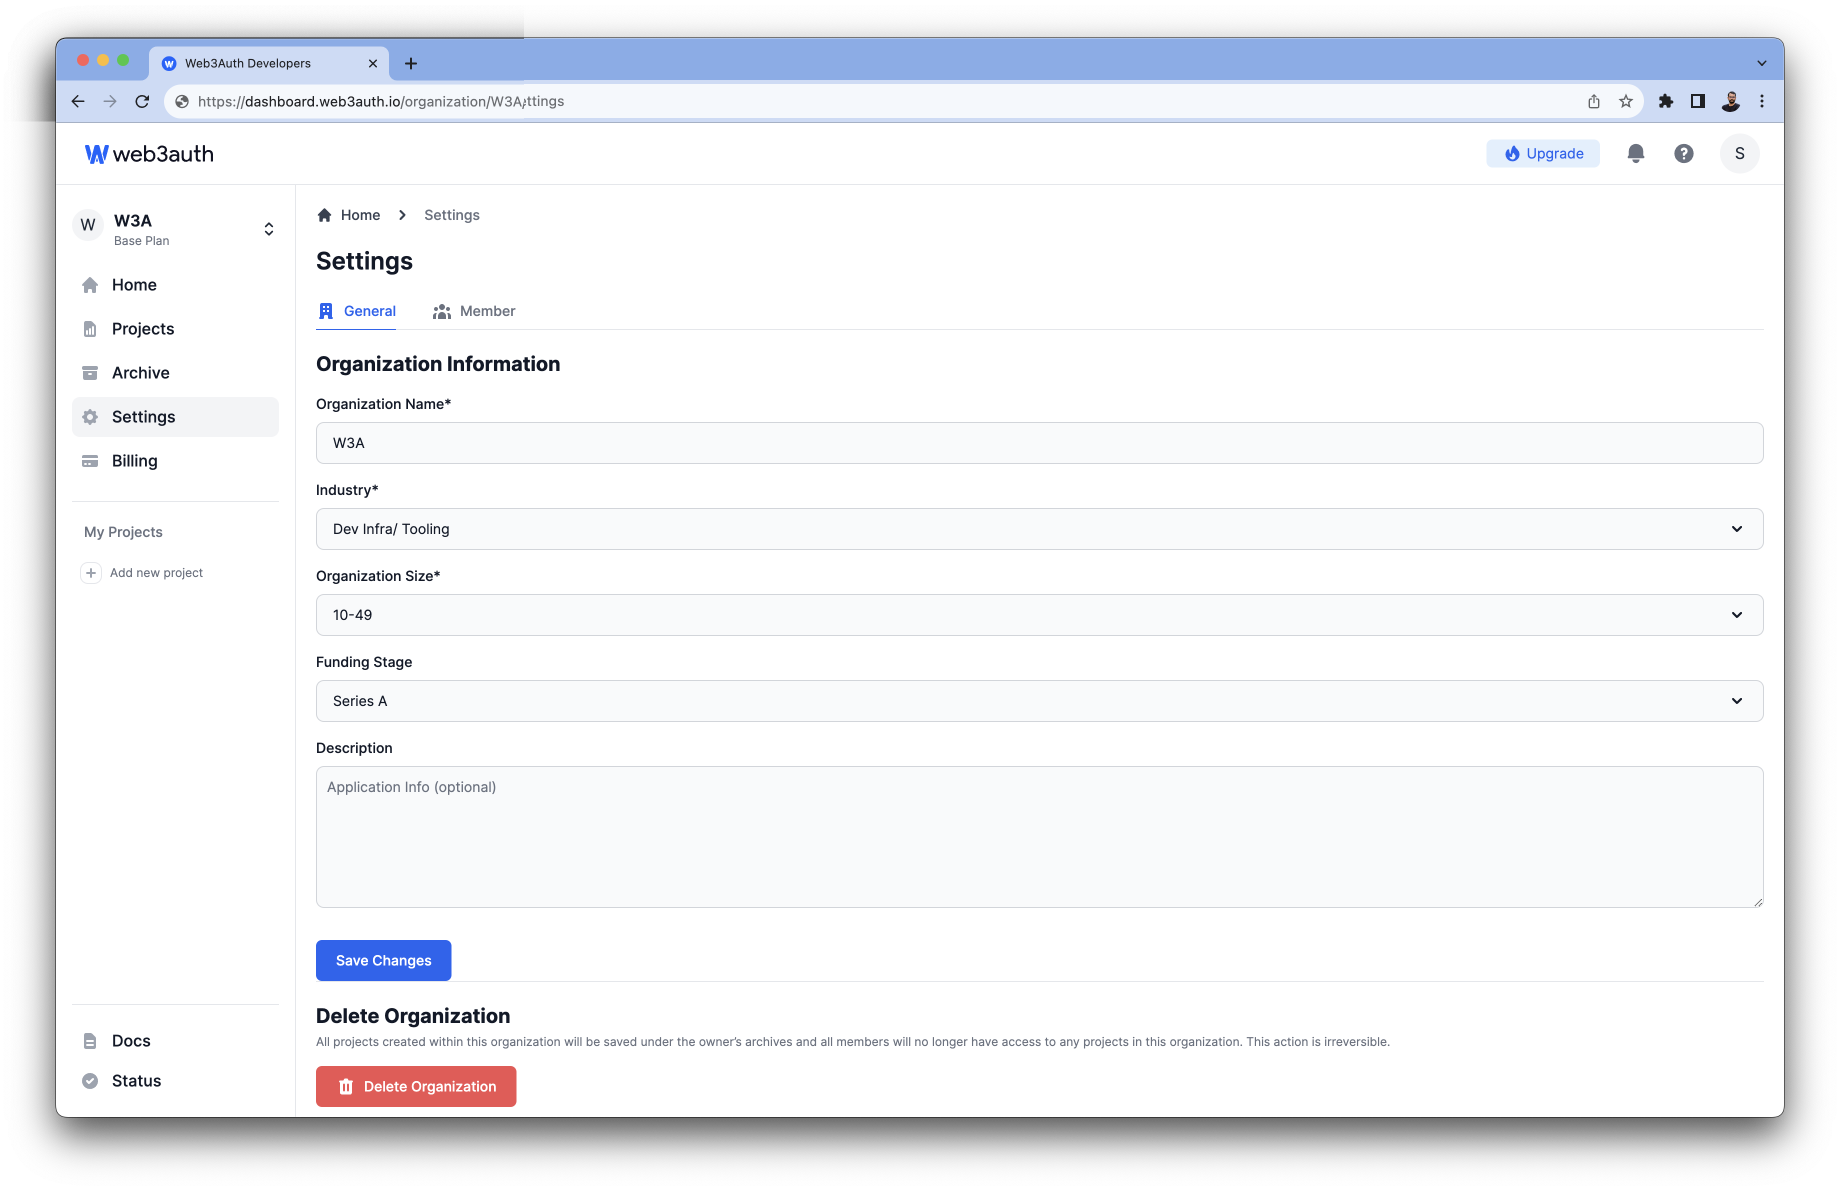 Web3Auth Developers
https://dashboard.web3auth.io/organization/W3A/ttings
web3auth
Upgrade
S
W
W3A
Base Plan
Home
Projects
Archive
Settings
Billing
My Projects
Add new project
Docs
Status
Home
Settings
Settings
General
Member
Organization Information
Organization Name*
W3A
Industry*
Dev Infra/ Tooling
Organization Size*
10-49
Funding Stage
Series A
Description
Application Info (optional)
Save Changes
Delete Organization
All projects created within this organization will be saved under the owner's archives and all members will no longer have access to any projects in this organization. This action is irreversible.
Delete Organization